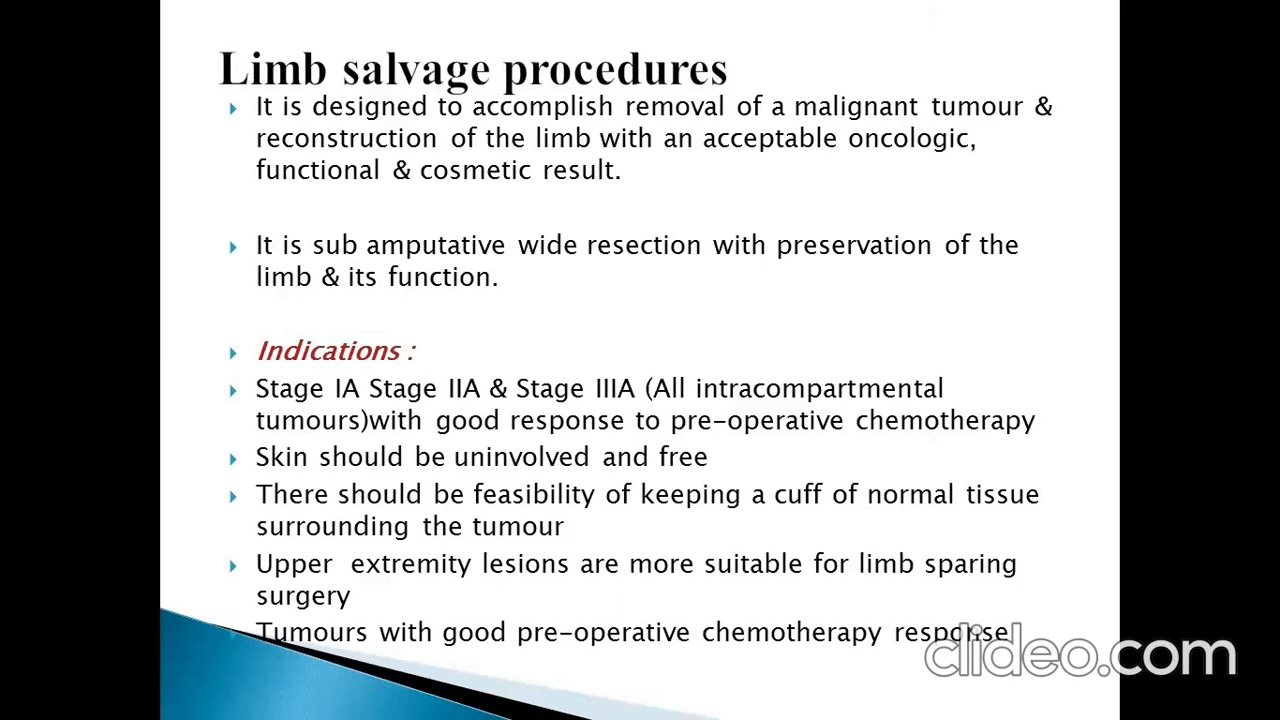 Limb salvage procedures
It is designed to accomplish removal of a malignant tumour &
reconstruction of the limb with an acceptable oncologic,
functional & cosmetic result.
It is sub amputative wide resection with preservation of the
limb & its function.
Indications :
Stage IA Stage IIA & Stage IIIA (All intracompartmental
tumours)with good response to pre-operative chemotherapy
Skin should be uninvolved and free
There should be feasibility of keeping a cuff of normal tissue
surrounding the tumour
Upper extremity lesions are more suitable for limb sparing
surgery
Tumours with good pre-operative chemotherapy response
clideo.com